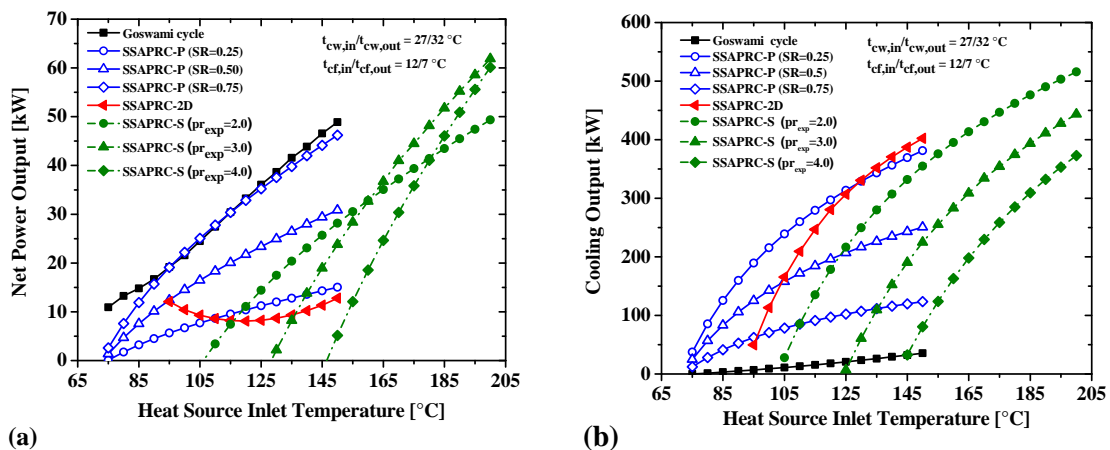 70
60
50
40
30
20
10
0
65 85 105 125 145 165 185 205
Net Power Output [kW]
Heat Source Inlet Temperature [°C]
Goswami cycle
SSAPRC-P (SR=0.25)
SSAPRC-P (SR=0.50)
SSAPRC-P (SR=0.75)
SSAPRC-2D
SSAPRC-S (prexp=2.0)
SSAPRC-S (prexp=3.0)
SSAPRC-S (prexp=4.0)
tcw,in/tcw,out = 27/32 °C
tcf,in/tcf,out = 12/7 °C
(a)
600
500
400
300
200
100
0
65 85 105 125 145 165 185 205
Cooling Output [kW]
Heat Source Inlet Temperature [°C]
Goswami cycle
SSAPRC-P (SR=0.25)
SSAPRC-P (SR=0.5)
SSAPRC-P (SR=0.75)
SSAPRC-2D
SSAPRC-S (prexp=2.0)
SSAPRC-S (prexp=3.0)
SSAPRC-S (prexp=4.0)
tcw,in/tcw,out = 27/32 °C
tcf,in/tcf,out = 12/7 °C
(b)